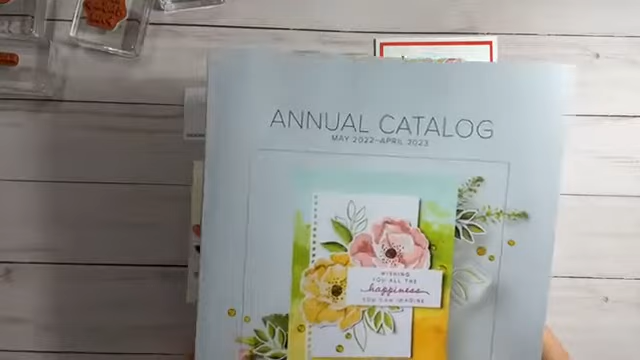 ANNUAL CATALOG
MAY 2022–APRIL 2023
WISHING
YOU ALL THE
happiness
YOU CAN IMAGINE